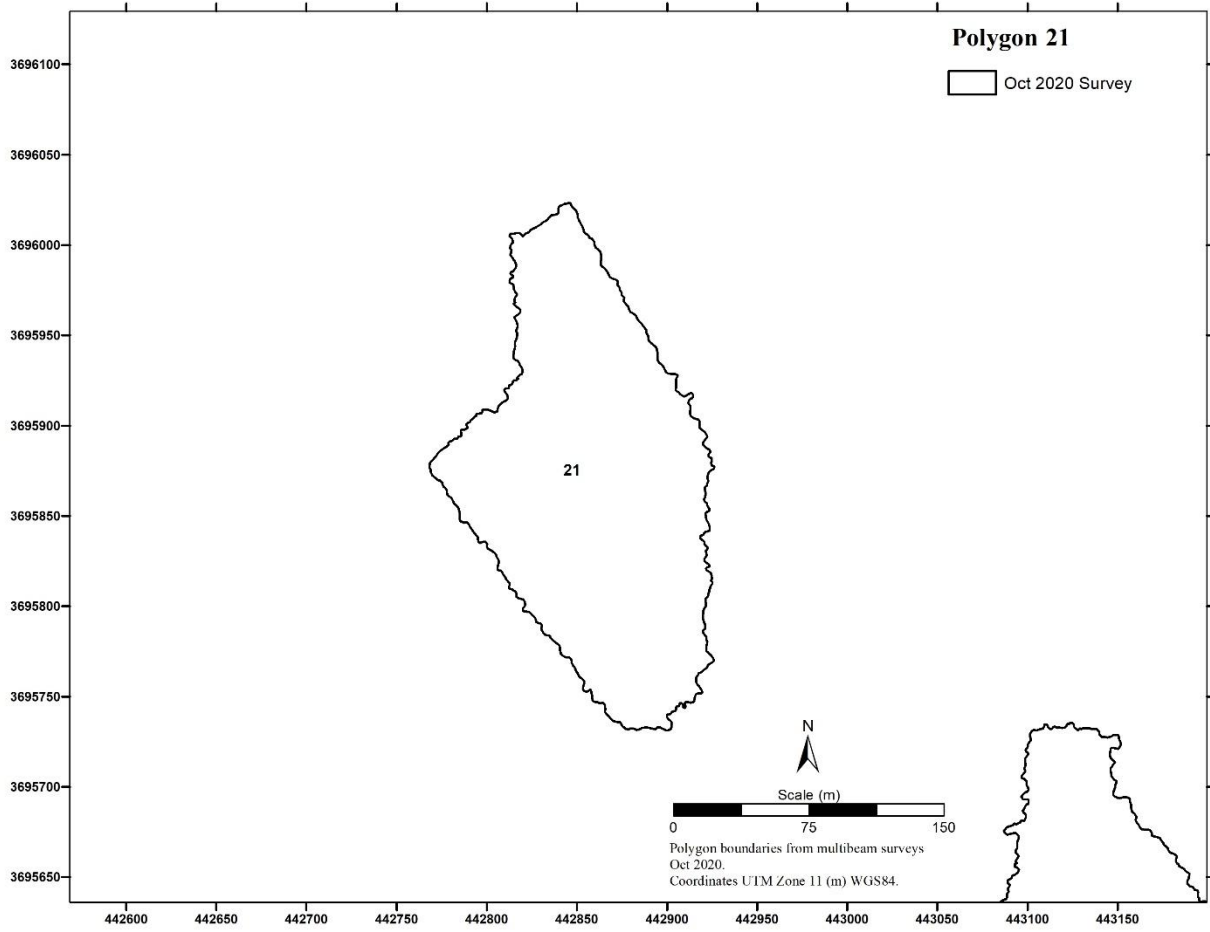 Polygon 21
Oct 2020 Survey
3696100
3696050
3696000
3695950
3695900
3695850
3695800
3695750
3695700
3695650
21
N
Scale (m)
0 75 150
Polygon boundaries from multibeam surveys
Oct 2020.
Coordinates UTM Zone 11 (m) WGS84.
442600 442650 442700 442750 442800 442850 442900 442950 443000 443050 443100 443150